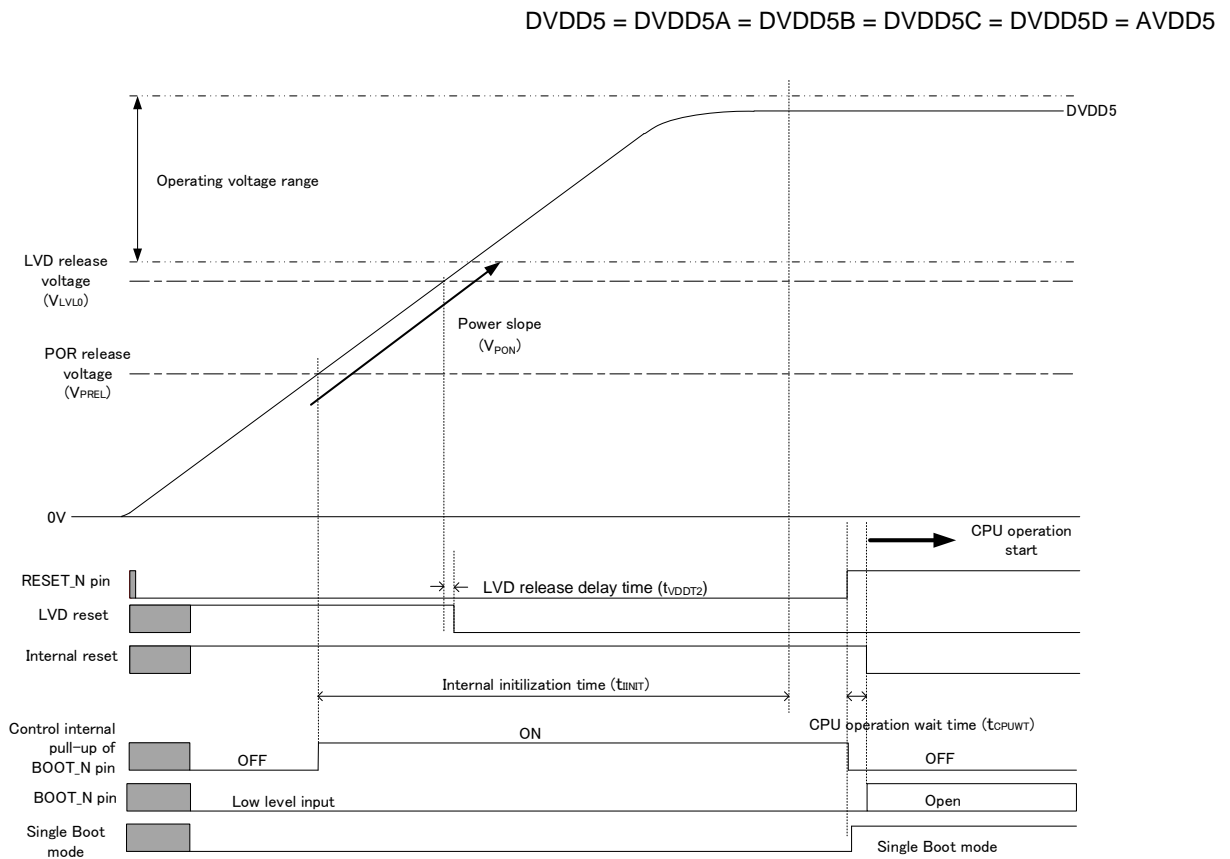 DVDD5 = DVDD5A = DVDD5B = DVDD5C = DVDD5D = AVDD5
DVDD5
Operating voltage range
LVD release
voltage
(VLVL0)
Power slope
(VPON)
POR release
voltage
(VPREL)
0V
CPU operation
start
RESET_N pin
LVD release delay time (tVDDT2)
LVD reset
Internal reset
Internal initilization time (tIINIT)
CPU operation wait time (tCPUWT)
Control internal
pull-up of
BOOT_N pin
OFF
ON
OFF
BOOT_N pin
Low level input
Open
Single Boot
mode
Single Boot mode